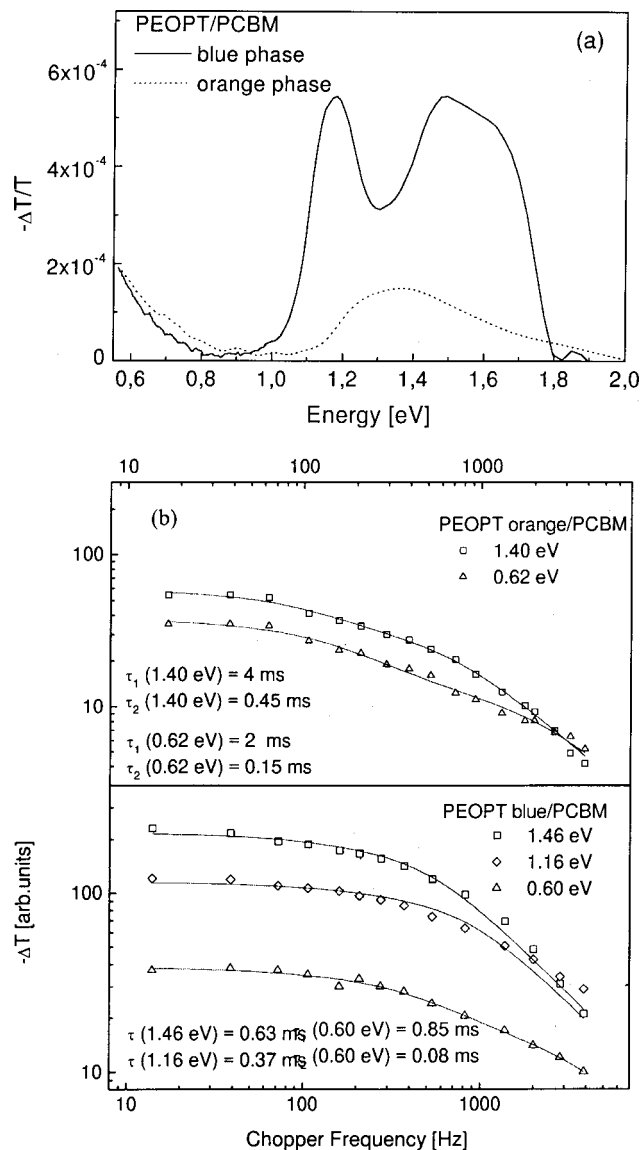 PEOPT/PCBM
(a)
blue phase
orange phase
6x10⁻⁴
4x10⁻⁴
2x10⁻⁴
0
-ΔT/T
0,6 0,8 1,0 1,2 1,4 1,6 1,8 2,0
Energy [eV]
10 100 1000
(b)
PEOPT orange/PCBM
1.40 eV
0.62 eV
100
10
τ₁ (1.40 eV) = 4 ms
τ₂ (1.40 eV) = 0.45 ms
τ₁ (0.62 eV) = 2 ms
τ₂ (0.62 eV) = 0.15 ms
PEOPT blue/PCBM
1.46 eV
1.16 eV
0.60 eV
100
10
-ΔT [arb.units]
τ (1.46 eV) = 0.63 ms (0.60 eV) = 0.85 ms
τ (1.16 eV) = 0.37 ms (0.60 eV) = 0.08 ms
10 100 1000
Chopper Frequency [Hz]